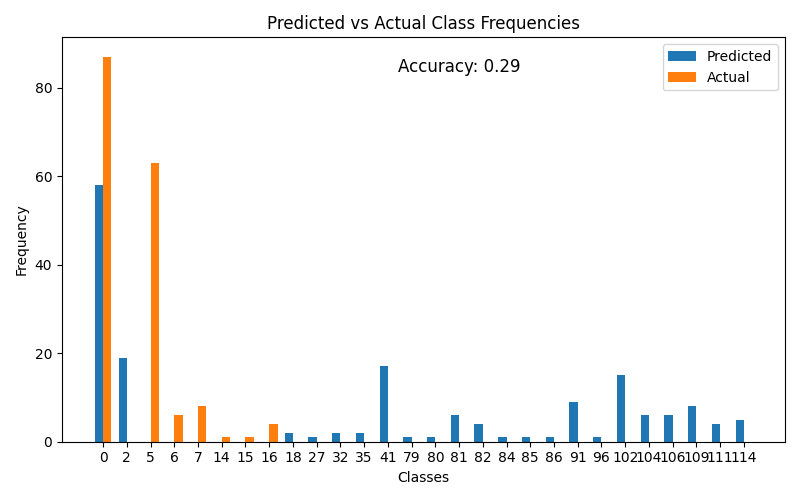 Predicted vs Actual Class Frequencies
Accuracy: 0.29
Predicted
Actual
Frequency
80
60
40
20
0
0 2 5 6 7 14 15 16 18 27 32 35 41 79 80 81 82 84 85 86 91 96 102 104 106 109 111 114
Classes